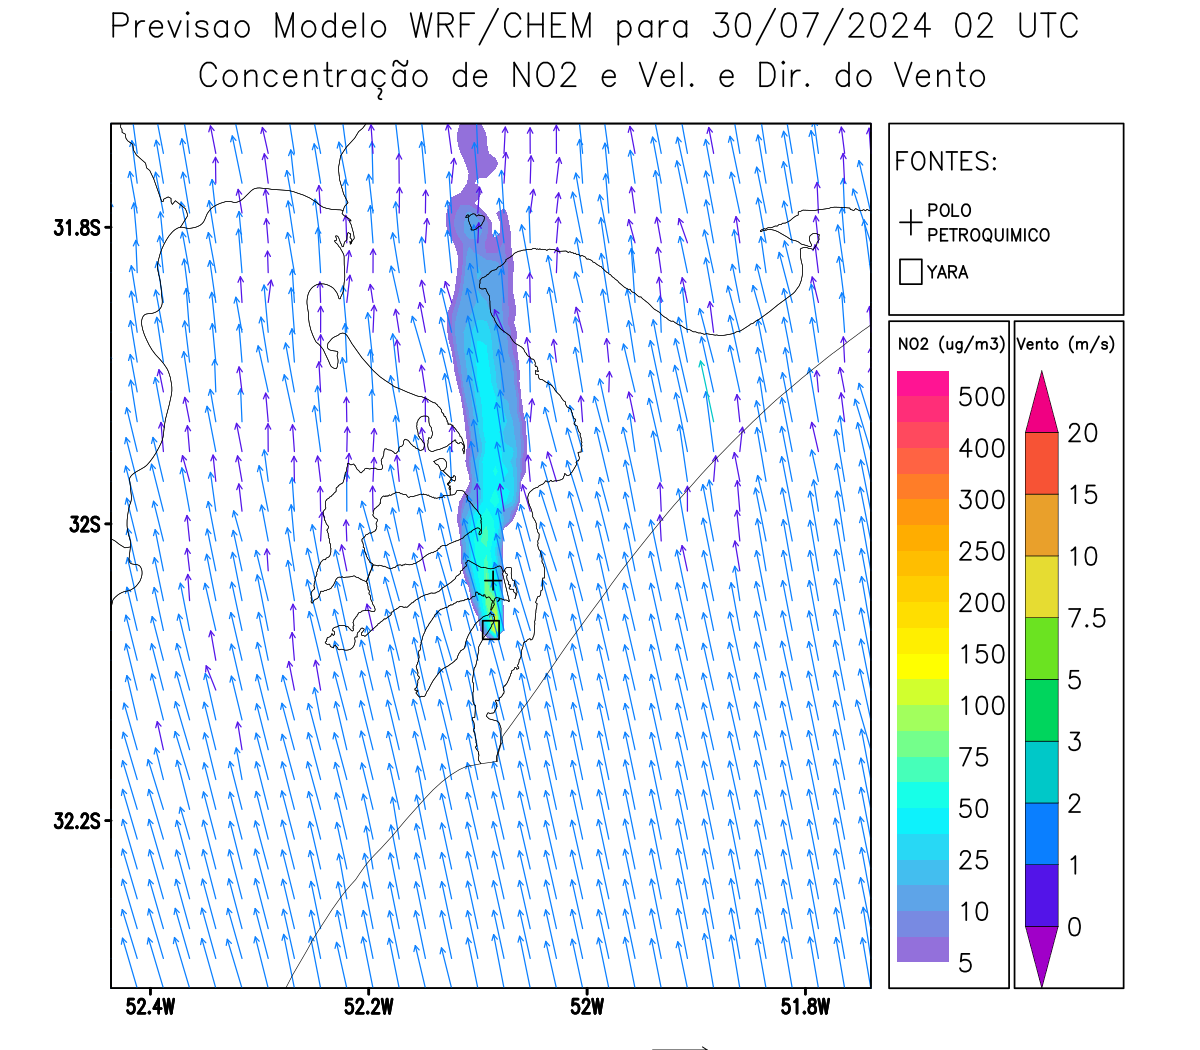 Previsao Modelo WRF/CHEM para 30/07/2024 02 UTC
Concentração de NO2 e Vel. e Dir. do Vento
FONTES:
POLO
PETROQUIMICO
YARA
NO2 (ug/m3)
500
400
300
250
200
150
100
75
50
25
10
5
Vento (m/s)
20
15
10
7.5
5
3
2
1
0
31.8S
32S
32.2S
52.4W
52.2W
52W
51.8W